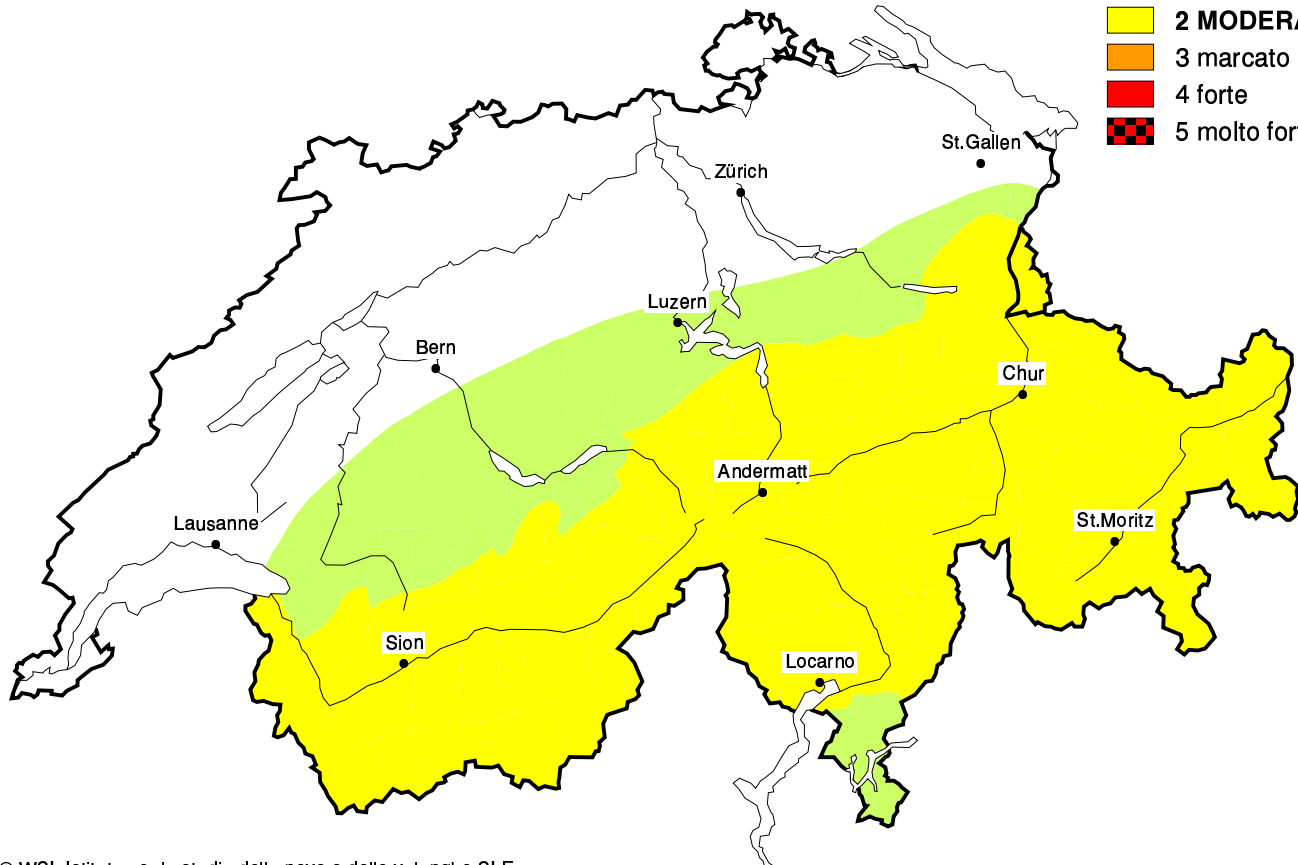 2 MODERA
3 marcato
4 forte
5 molto for
St.Gallen
Zürich
Luzern
Bern
Chur
Andermatt
St.Moritz
Lausanne
Sion
Locarno